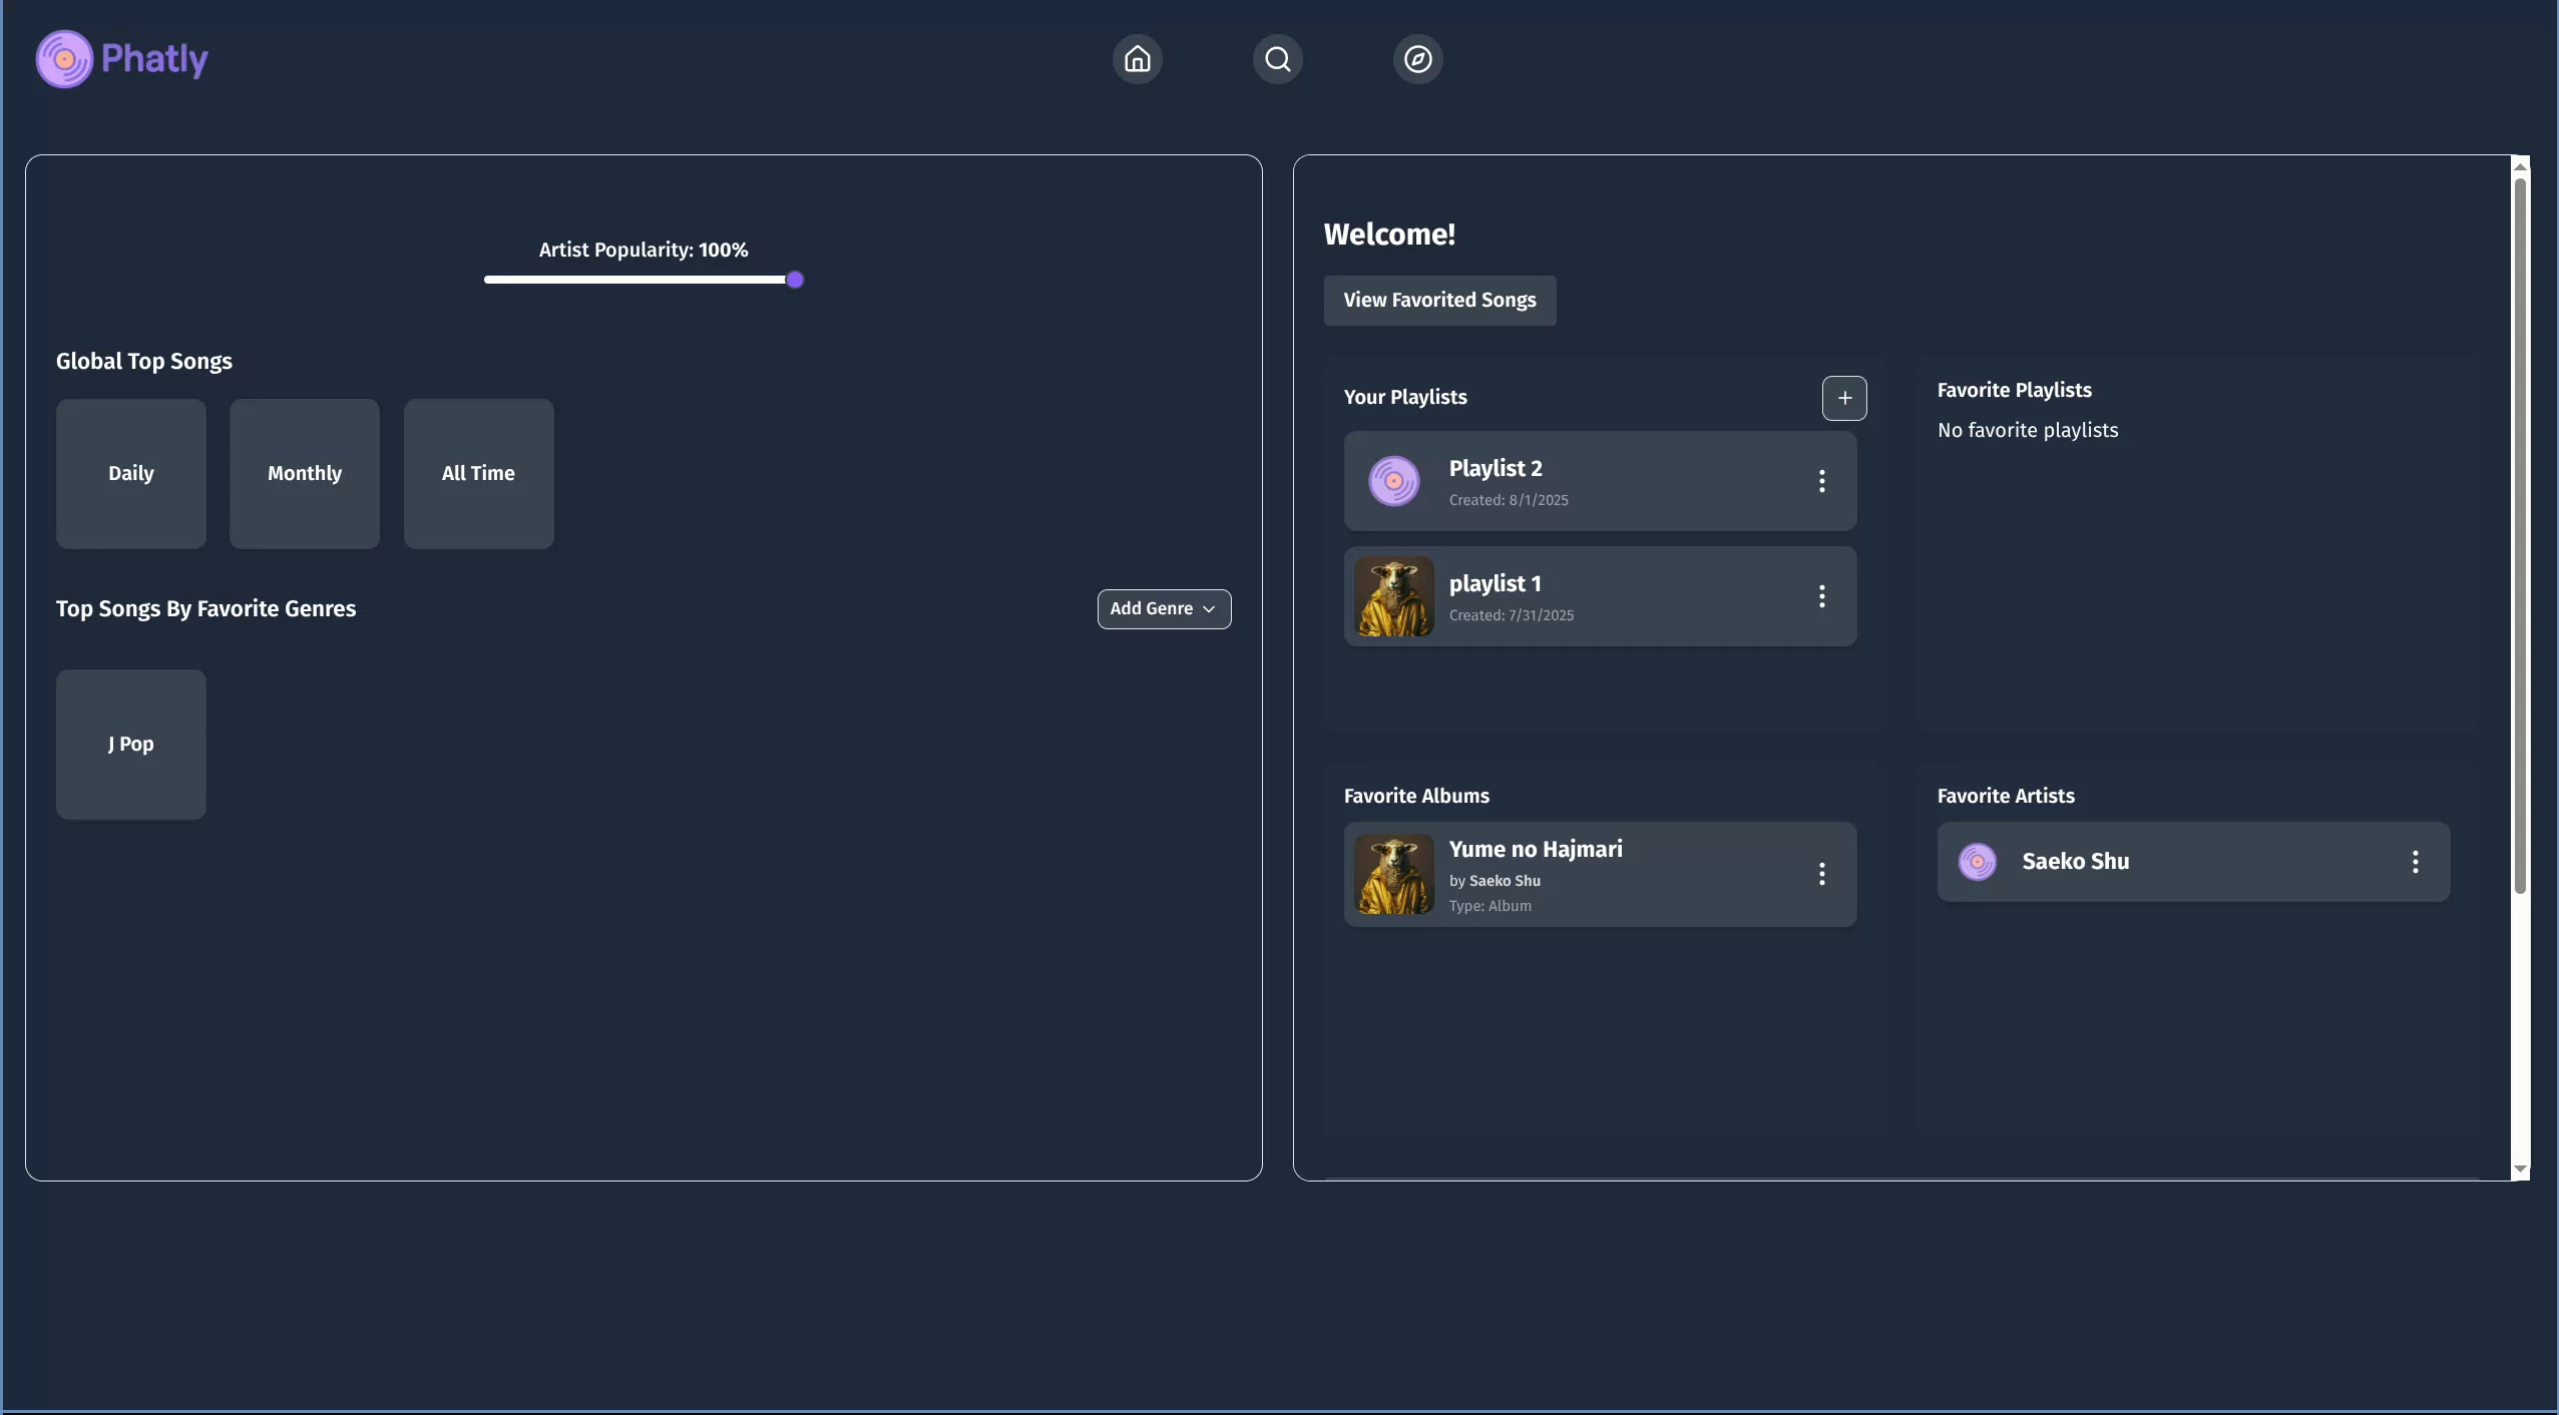 Phatly
Artist Popularity: 100%
Global Top Songs
Daily
Monthly
All Time
Top Songs By Favorite Genres
Add Genre
J Pop
Welcome!
View Favorited Songs
Your Playlists
+
Playlist 2
Created: 8/1/2025
playlist 1
Created: 7/31/2025
Favorite Playlists
No favorite playlists
Favorite Albums
Yume no Hajmari
by Saeko Shu
Type: Album
Favorite Artists
Saeko Shu